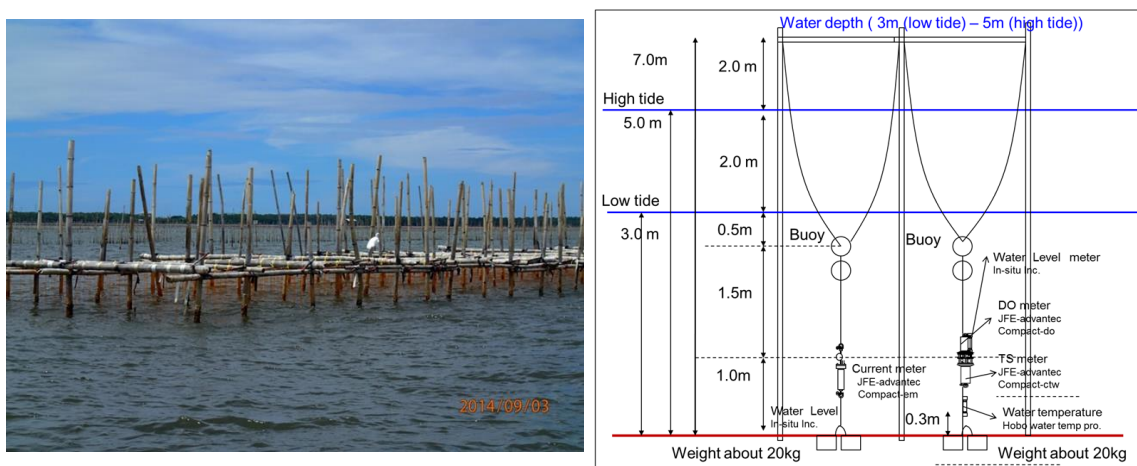 2014/09/03
Water depth ( 3m (low tide) – 5m (high tide))
7.0m
2.0 m
High tide
5.0 m
2.0 m
Low tide
3.0 m
0.5m
Buoy
Buoy
Water Level meter
In-situ Inc.
1.5m
DO meter
JFE-advantec
Compact-do
TS meter
JFE-advantec
Compact-ctw
1.0m
Current meter
JFE-advantec
Compact-em
Water Level
In-situ Inc.
0.3m
Water temperature
Hobo water temp pro.
Weight about 20kg
Weight about 20kg